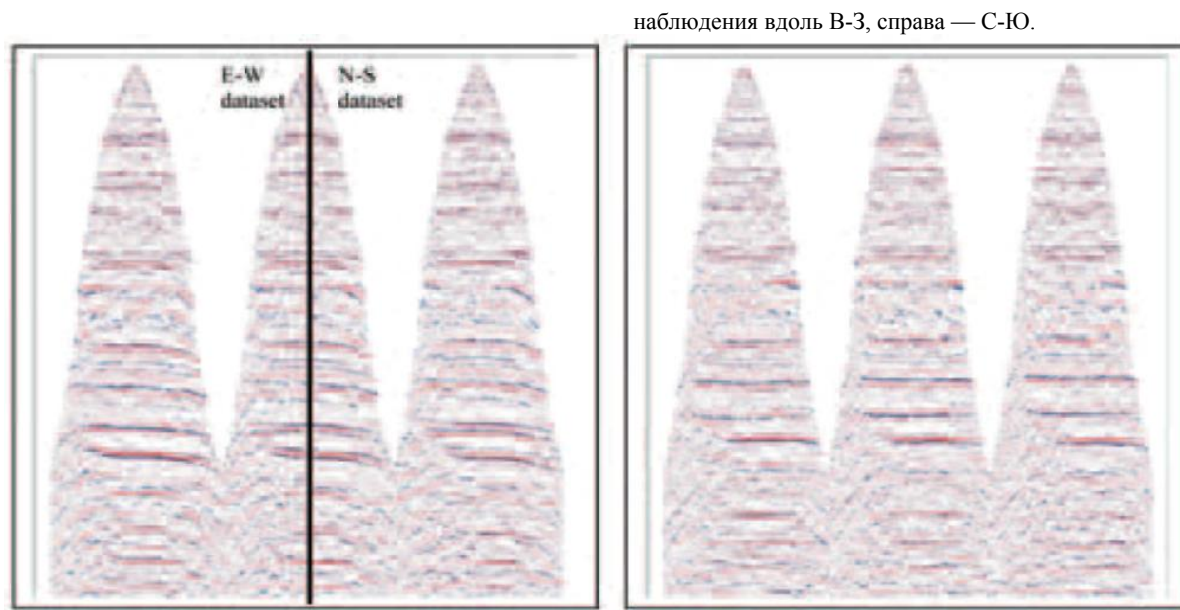 наблюдения вдоль В-З, справа — С-Ю.
E-W
dataset
N-S
dataset